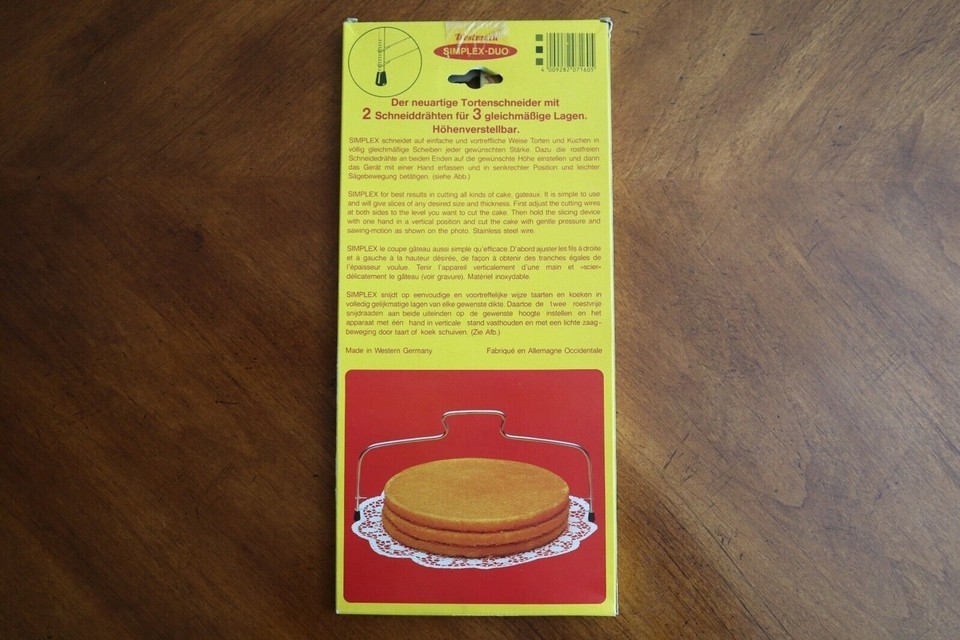 Westmark
SIMPLEX-DUO
4 009282 071605
Der neuartige Tortenschneider mit
2 Schneiddrähten für 3 gleichmäßige Lagen.
Höhenverstellbar.
SIMPLEX schneidet auf einfache und vortreffliche Weise Torten und Kuchen in
völlig gleichmäßige Scheiben jeder gewünschten Stärke. Dazu die rostfreien
Schneidedrähte an beiden Enden auf die gewünschte Höhe einstellen und dann
das Gerät mit einer Hand erfassen und in senkrechter Position und leichter
Sägebewegung betätigen. (siehe Abb.)
SIMPLEX for best results in cutting all kinds of cake, gateaux. It is simple to use
and will give slices of any desired size and thickness. First adjust the cutting wires
at both sides to the level you want to cut the cake. Then hold the slicing device
with one hand in a vertical position and cut the cake with gentle pressure and
sawing-motion as shown on the photo. Stainless steel wire.
SIMPLEX le coupe gâteau aussi simple qu'efficace. D'abord ajuster les fils à droite
et à gauche à la hauteur désirée, de façon à obtenir des tranches égales de
l'épaisseur voulue. Tenir l'appareil verticalement d'une main et «scier»
délicatement le gâteau (voir gravure). Matériel inoxydable.
SIMPLEX snijdt op eenvoudige en voortreffelijke wijze taarten en koeken in
volledig gelijkmatige lagen van elke gewenste dikte. Daartoe de twee roestvrije
snijdraaden aan beide uiteinden op de gewenste hoogte instellen en het
apparaat met één hand in verticale stand vasthouden en met een lichte zaag-
beweging door taart of koek schuiven. (Zie Afb.)
Made in Western Germany Fabriqué en Allemagne Occidentale